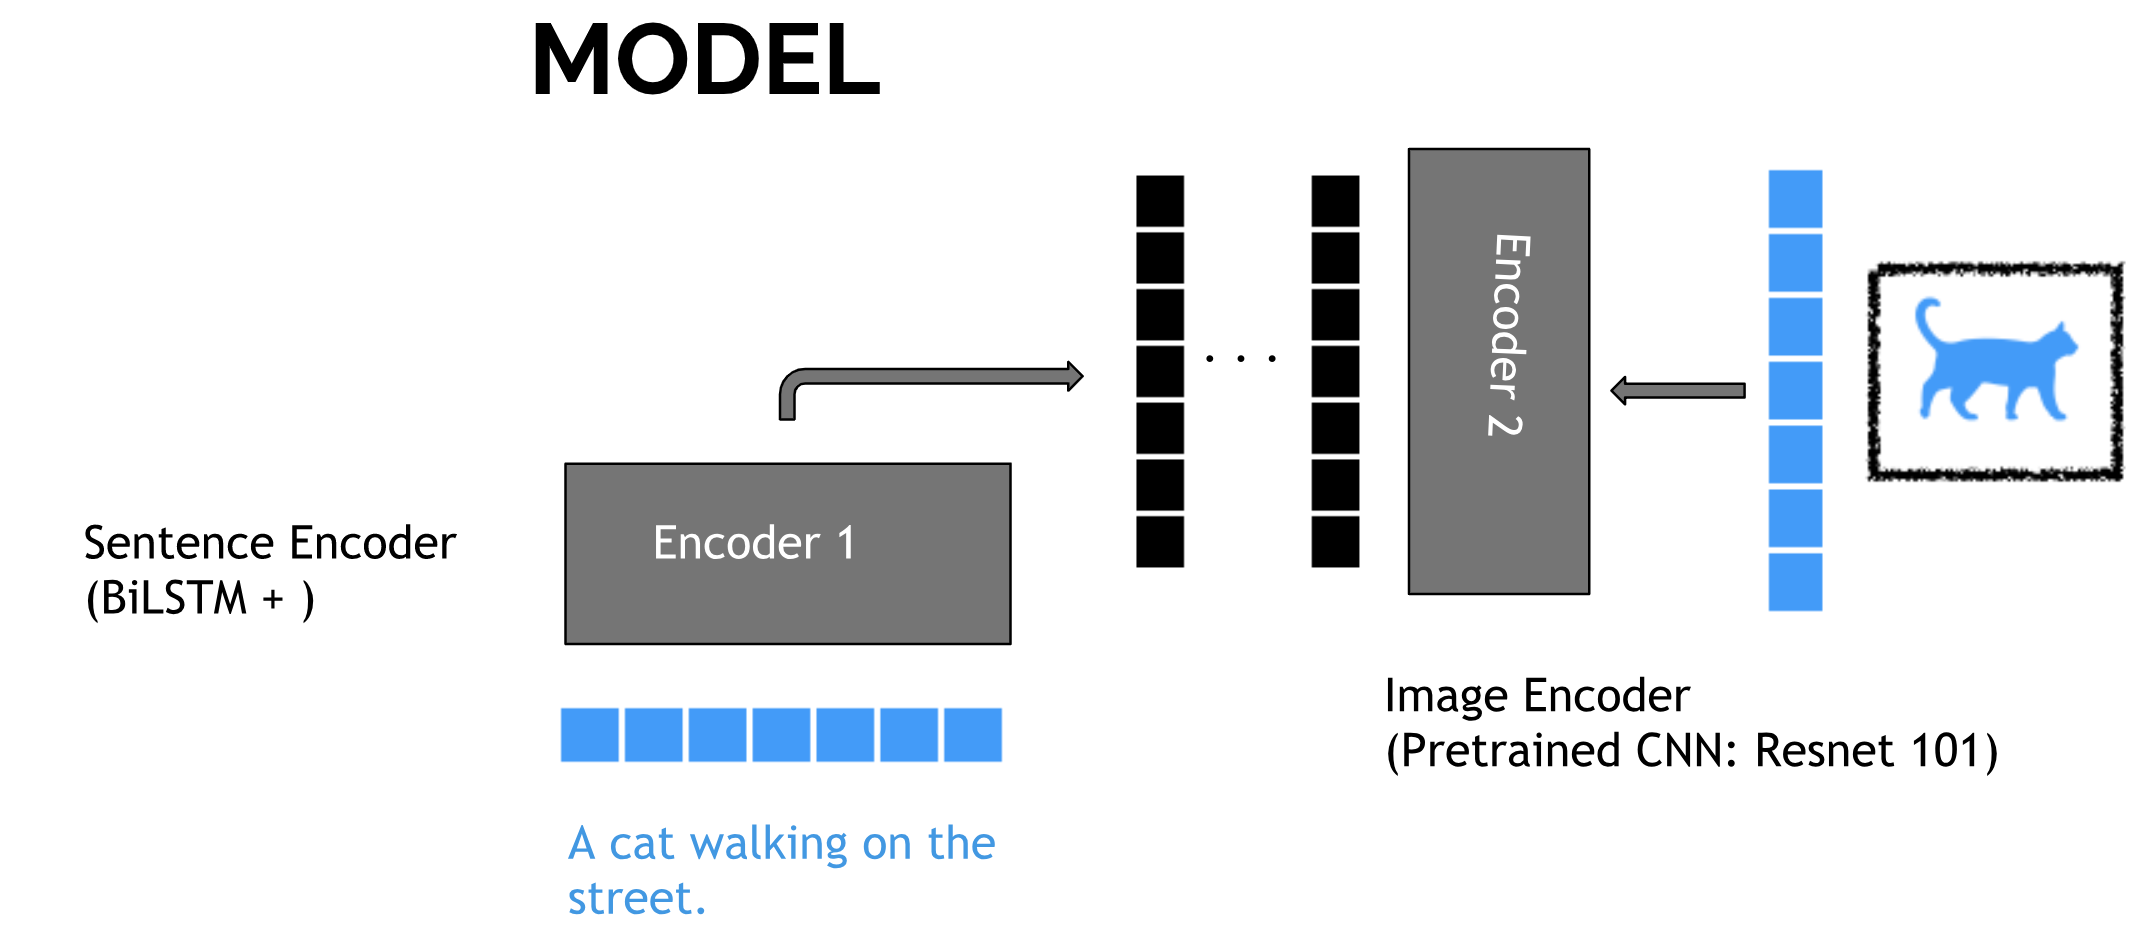 MODEL
Encoder 2
. . .
Sentence Encoder
(BiLSTM + )
Encoder 1
Image Encoder
(Pretrained CNN: Resnet 101)
A cat walking on the
street.